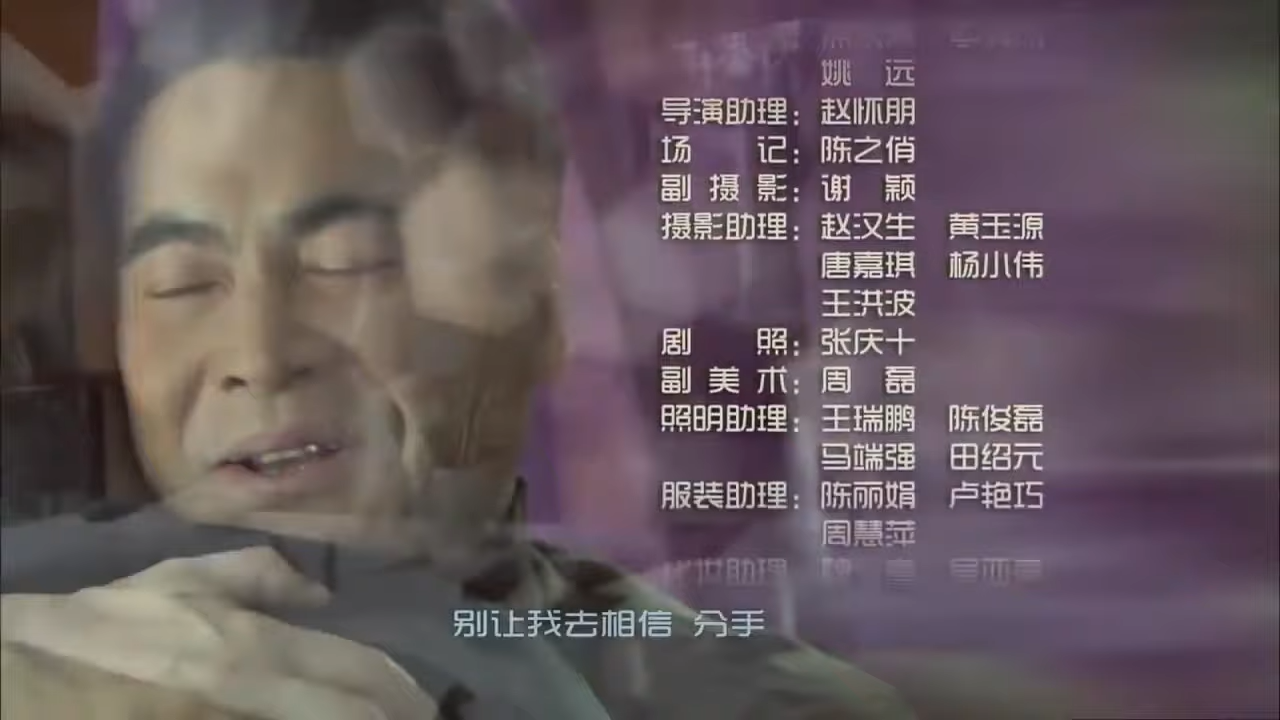 姚 远
导演助理：赵怀朋
场 记：陈之俏
副 摄 影：谢 颖
摄影助理：赵汉生 黄玉源
唐嘉琪 杨小伟
王洪波
剧 照：张庆十
副 美 术：周 磊
照明助理：王瑞鹏 陈俊磊
马端强 田绍元
服装助理：陈丽娟 卢艳巧
周慧萍
别让我去相信 分手